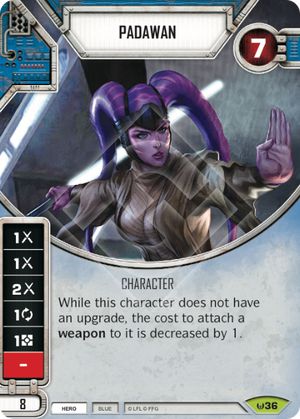 PADAWAN
7
1
1
2
1
1
–
CHARACTER
While this character does not have
an upgrade, the cost to attach a
weapon to it is decreased by 1.
8
HERO
BLUE
© LFL © FFG
36